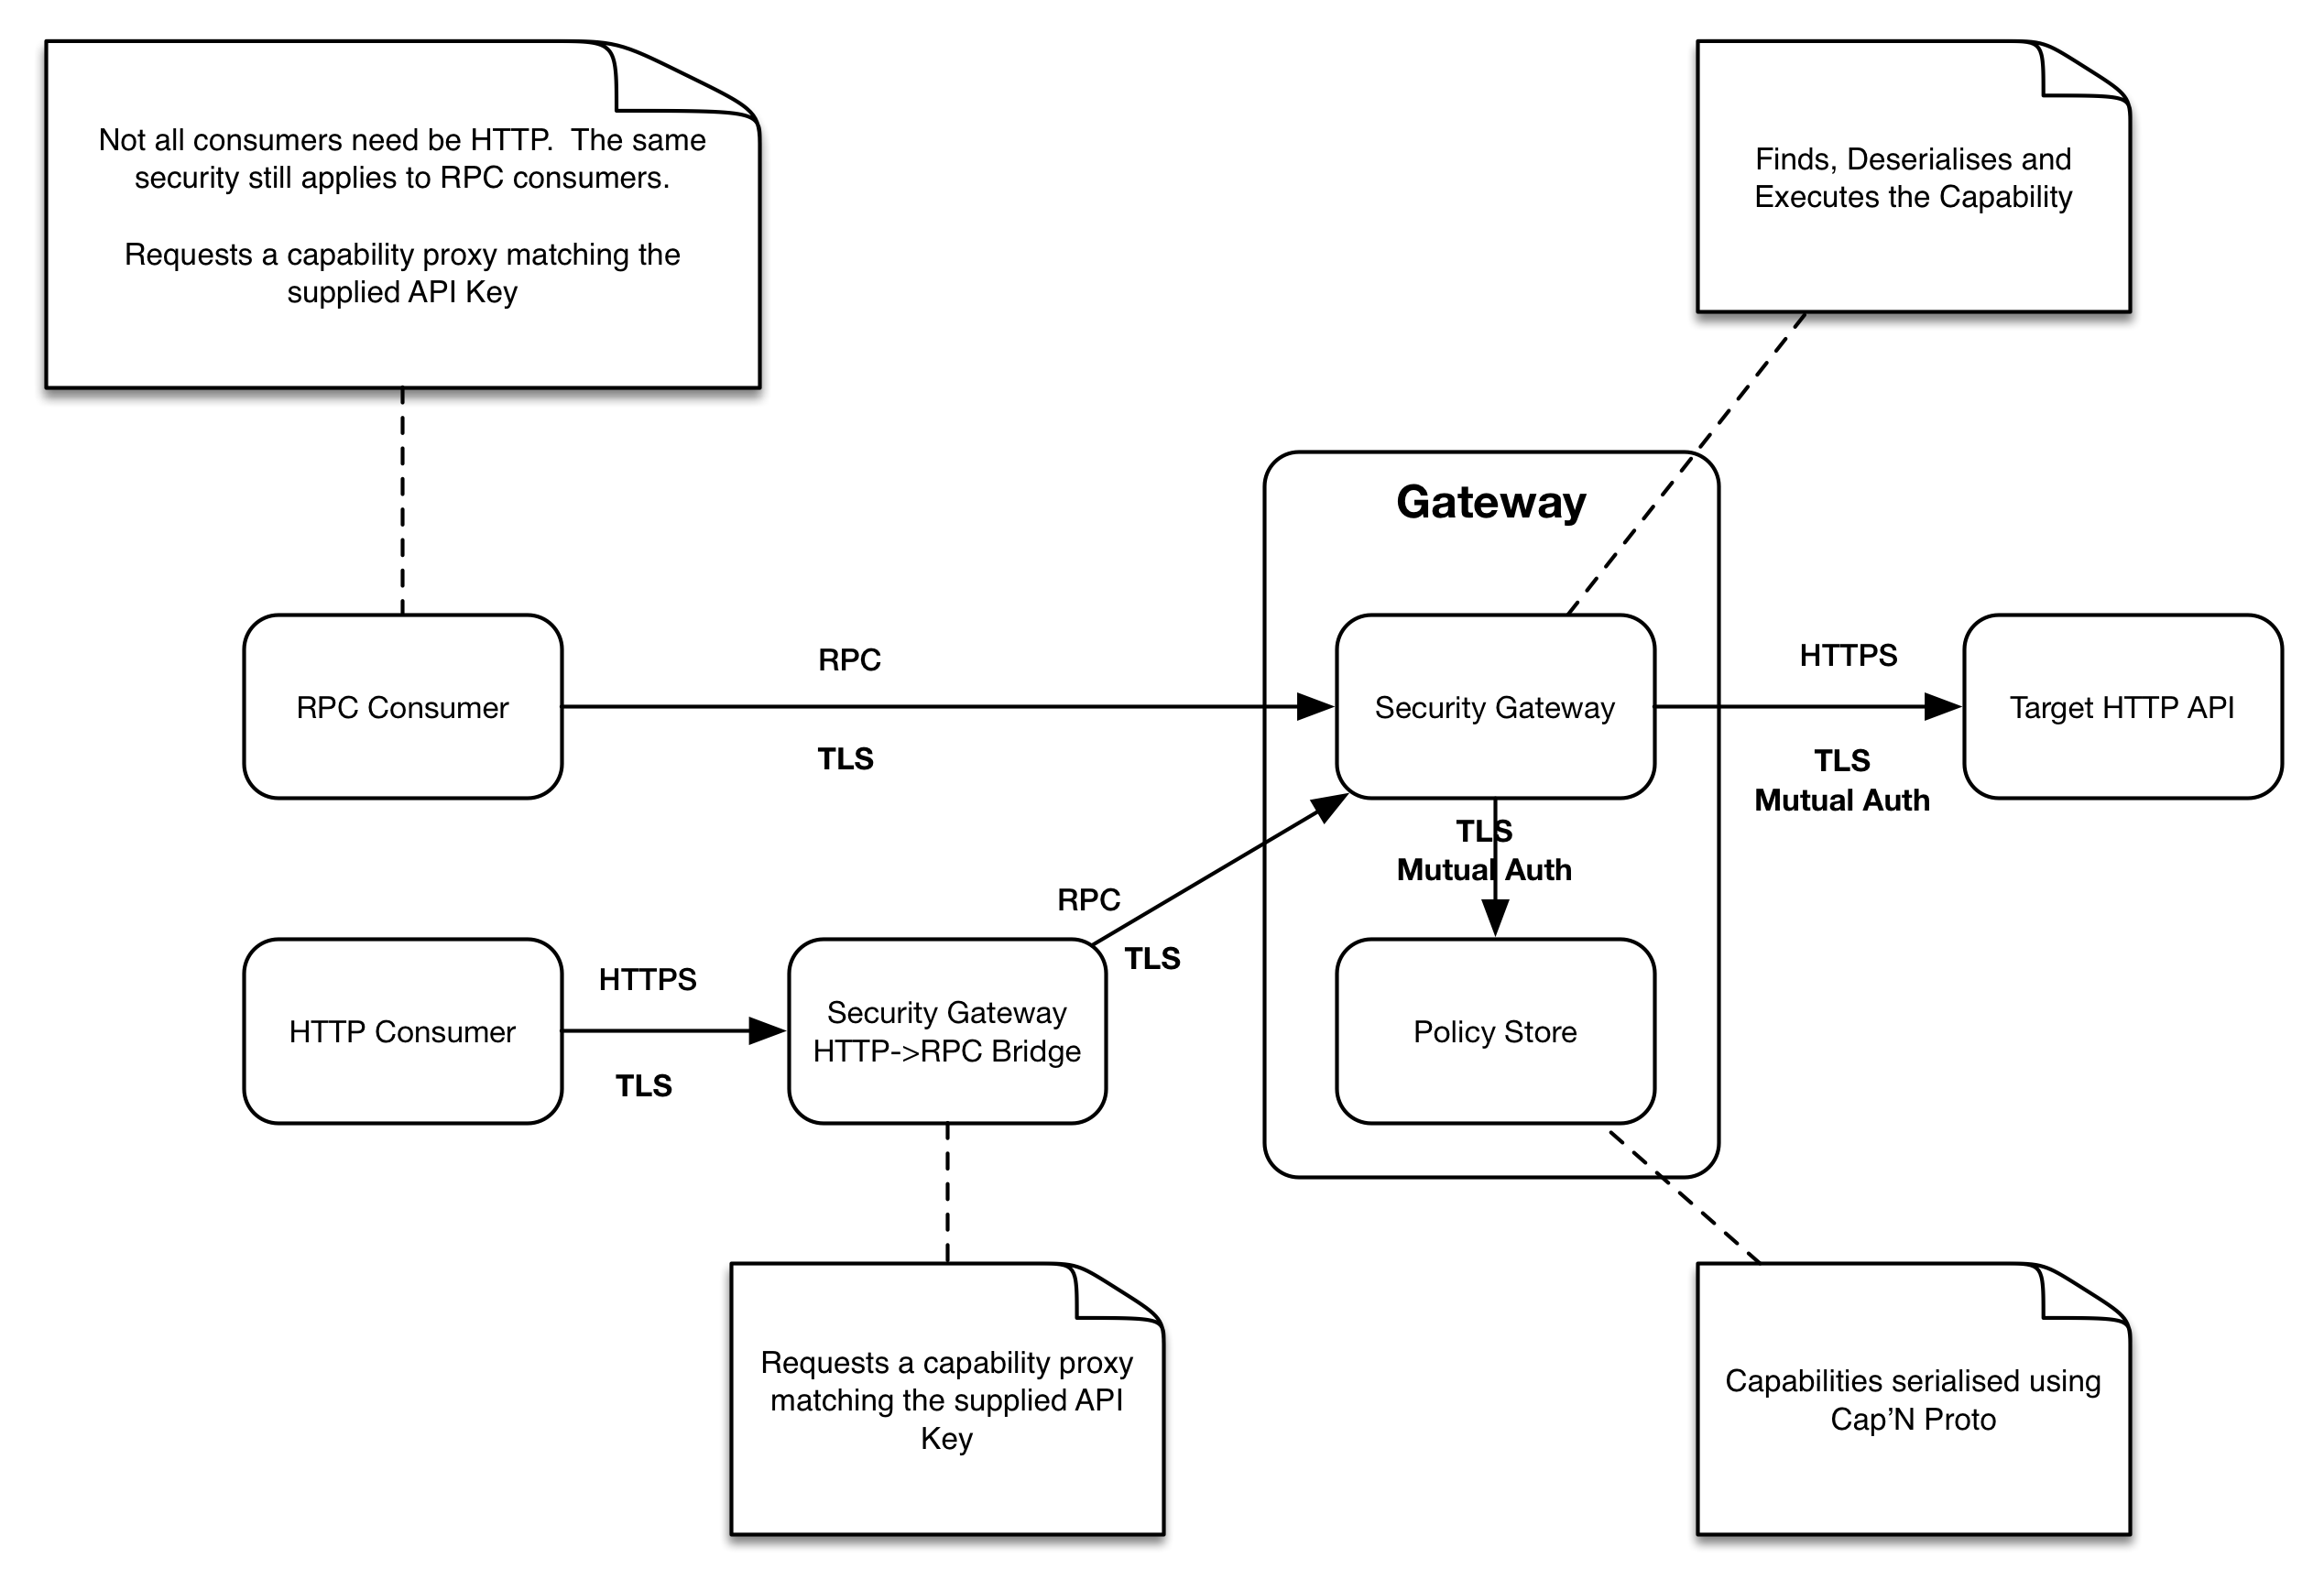 Not all consumers need be HTTP.  The same
security still applies to RPC consumers.
Requests a capability proxy matching the
supplied API Key
Finds, Deserialises and
Executes the Capability
Gateway
RPC Consumer
RPC
TLS
Security Gateway
HTTPS
TLS
Mutual Auth
Target HTTP API
TLS
Mutual Auth
RPC
TLS
HTTP Consumer
HTTPS
TLS
Security Gateway
HTTP->RPC Bridge
Policy Store
Requests a capability proxy
matching the supplied API
Key
Capabilities serialised using
Cap’N Proto